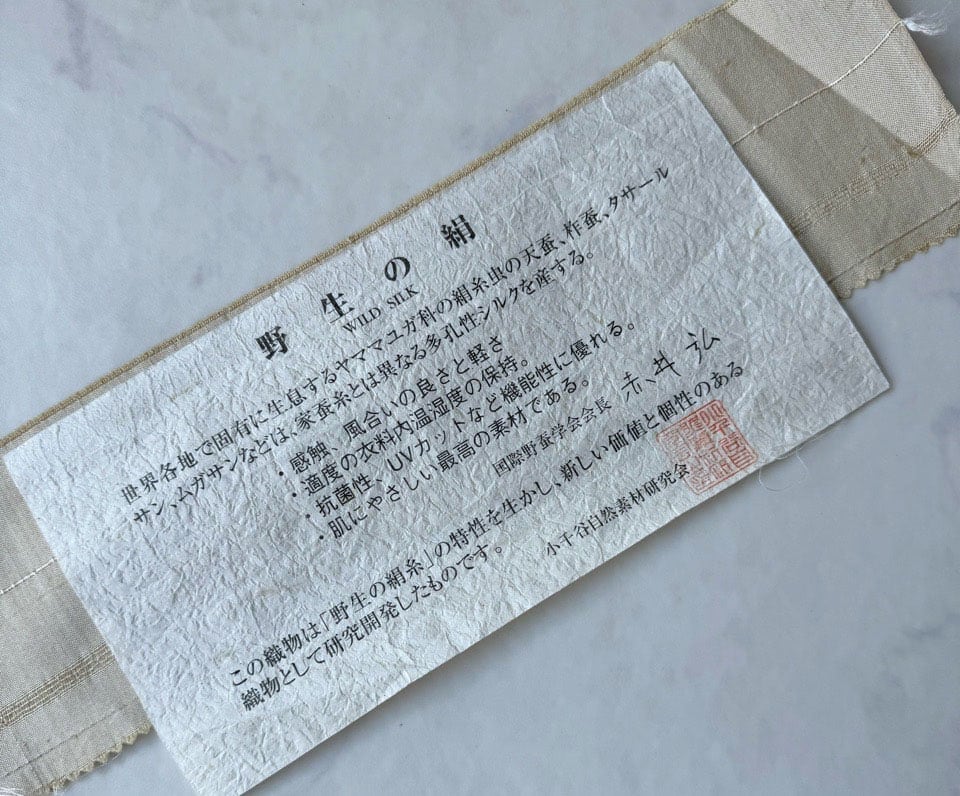 野生の絹
WILD SILK
世界各地で固有に生息するヤママユガ科の絹糸虫の天蚕、柞蚕、タサール
サン、ムガサンなどは、家蚕糸とは異なる多孔性シルクを産する。
・感触、風合いの良さと軽さ
・適度の衣料内温湿度の保持。
・抗菌性、UVカットなど機能性に優れる。
・肌にやさしい最高の素材である。
国際野蚕学会会長 赤井 弘
この織物は「野生の絹糸」の特性を生かし、新しい価値と個性のある
織物として研究開発したものです。
小千谷自然素材研究会